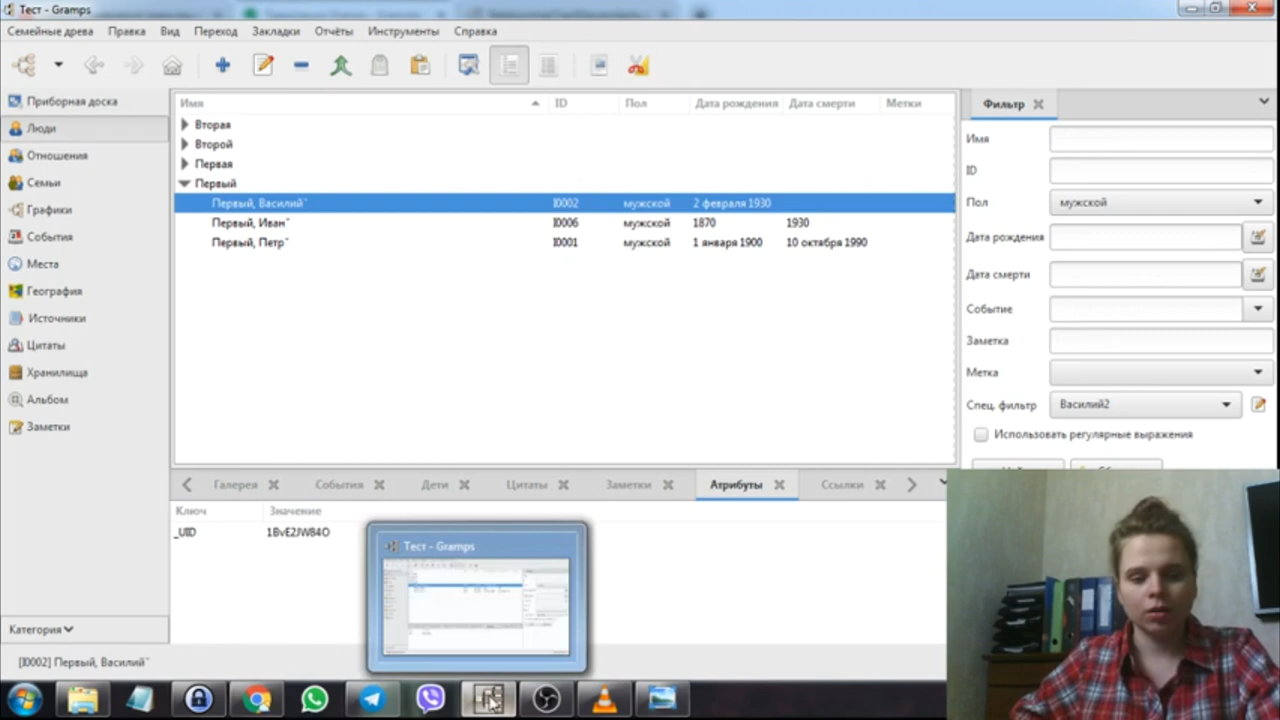 Тест - Gramps
Семейные древа Правка Вид Переход Закладки Отчёты Инструменты Справка
Приборная доска
Люди
Отношения
Семьи
Графики
События
Места
География
Источники
Цитаты
Хранилища
Альбом
Заметки
Категория
Имя ID Пол Дата рождения Дата смерти Метки
Вторая
Второй
Первая
Первый
Первый, Василий I0002 мужской 2 февраля 1930
Первый, Иван I0006 мужской 1870 1930
Первый, Петр I0001 мужской 1 января 1900 10 октября 1990
Фильтр
Имя
ID
Пол мужской
Дата рождения
Дата смерти
Событие
Заметка
Метка
Спец. фильтр Василий2
Использовать регулярные выражения
Галерея События Дети Цитаты Заметки Атрибуты Ссылки
Ключ Значение
_UID 1BvE2JW84O
Тест - Gramps
[I0002] Первый, Василий